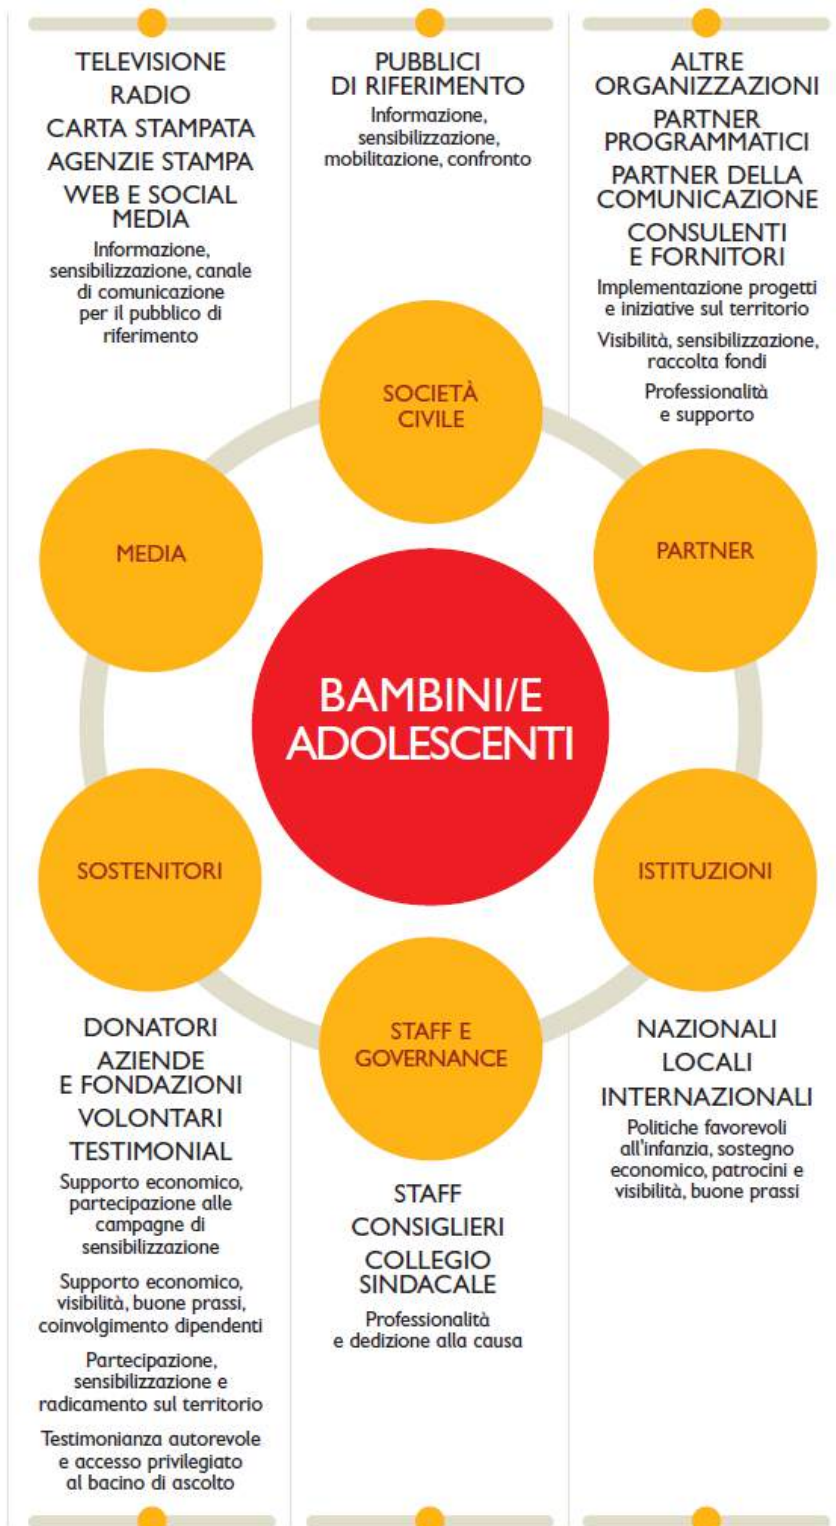 TELEVISIONE
RADIO
CARTA STAMPATA
AGENZIE STAMPA
WEB E SOCIAL
MEDIA
Informazione,
sensibilizzazione, canale
di comunicazione
per il pubblico di
riferimento
PUBBLICI
DI RIFERIMENTO
Informazione,
sensibilizzazione,
mobilitazione, confronto
ALTRE
ORGANIZZAZIONI
PARTNER
PROGRAMMATICI
PARTNER DELLA
COMUNICAZIONE
CONSULENTI
E FORNITORI
Implementazione progetti
e iniziative sul territorio
Visibilità, sensibilizzazione,
raccolta fondi
Professionalità
e supporto
SOCIETÀ
CIVILE
MEDIA
PARTNER
BAMBINI/E
ADOLESCENTI
SOSTENITORI
ISTITUZIONI
STAFF E
GOVERNANCE
DONATORI
AZIENDE
E FONDAZIONI
VOLONTARI
TESTIMONIAL
Supporto economico,
partecipazione alle
campagne di
sensibilizzazione
Supporto economico,
visibilità, buone prassi,
coinvolgimento dipendenti
Partecipazione,
sensibilizzazione e
radicamento sul territorio
Testimonianza autorevole
e accesso privilegiato
al bacino di ascolto
STAFF
CONSIGLIERI
COLLEGIO
SINDACALE
Professionalità
e dedizione alla causa
NAZIONALI
LOCALI
INTERNAZIONALI
Politiche favorevoli
all'infanzia, sostegno
economico, patrocini e
visibilità, buone prassi